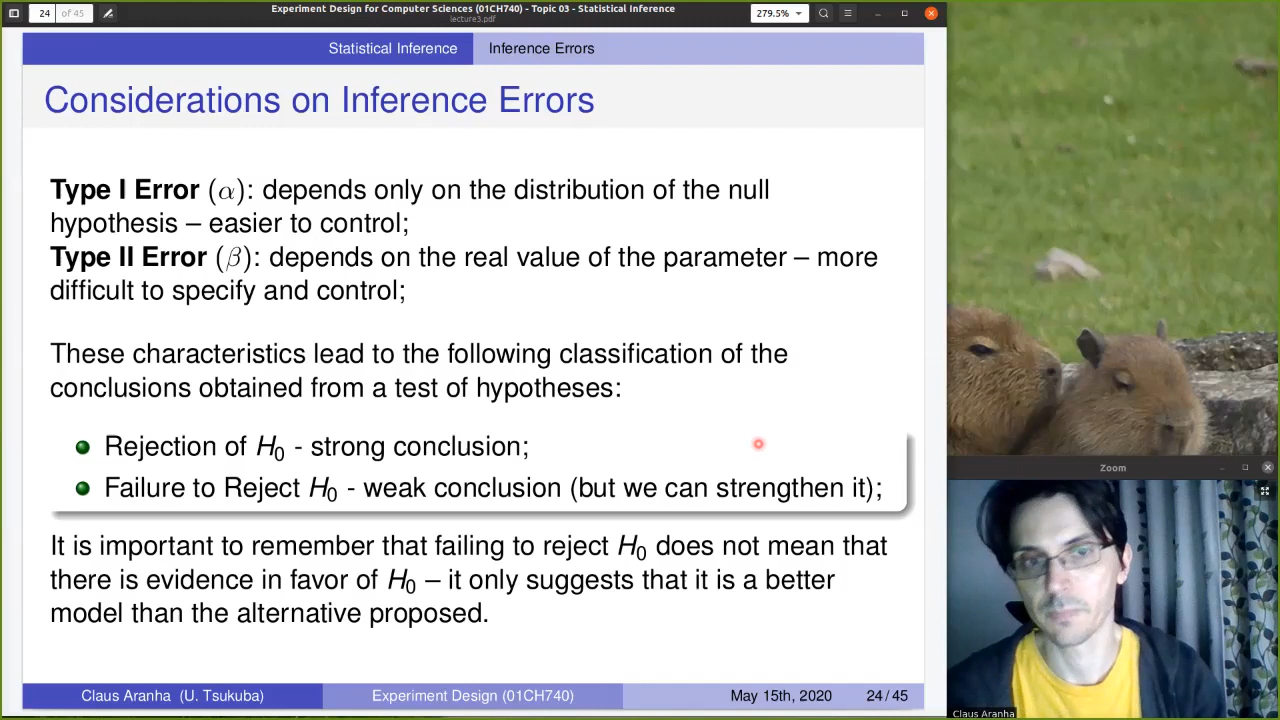 24 of 45
Experiment Design for Computer Sciences (01CH740) - Topic 03 - Statistical Inference
lecture3.pdf
279.5%
Statistical Inference
Inference Errors
Considerations on Inference Errors
Type I Error (α): depends only on the distribution of the null
hypothesis – easier to control;
Type II Error (β): depends on the real value of the parameter – more
difficult to specify and control;
These characteristics lead to the following classification of the
conclusions obtained from a test of hypotheses:
Rejection of H₀ - strong conclusion;
Failure to Reject H₀ - weak conclusion (but we can strengthen it);
It is important to remember that failing to reject H₀ does not mean that
there is evidence in favor of H₀ – it only suggests that it is a better
model than the alternative proposed.
Claus Aranha (U. Tsukuba)
Experiment Design (01CH740)
May 15th, 2020
24 / 45
Zoom
Claus Aranha